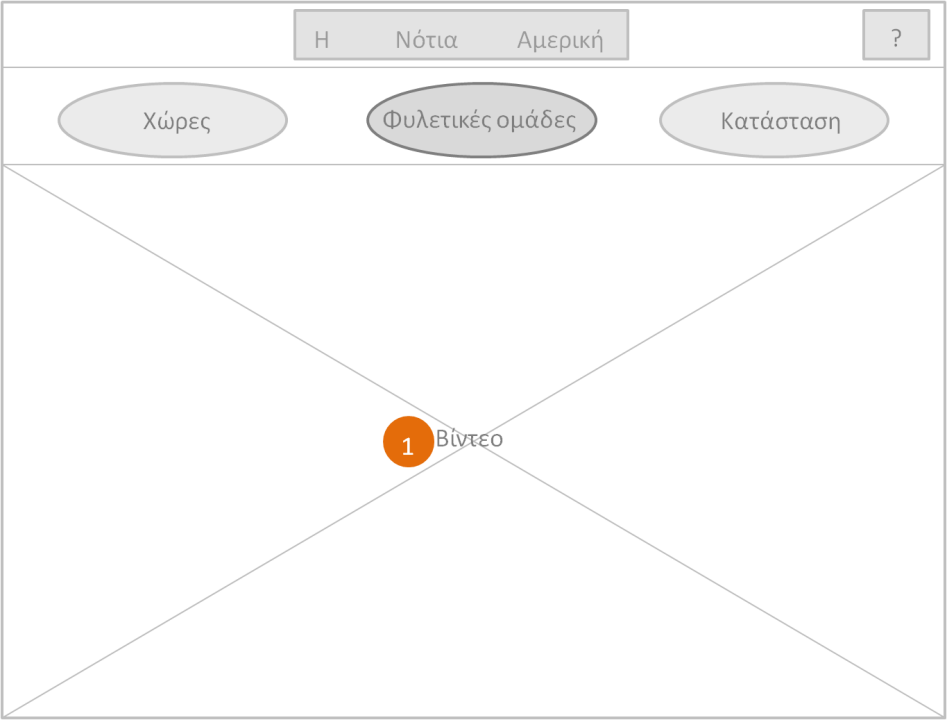 Η Νότια Αμερική
?
Χώρες
Φυλετικές ομάδες
Κατάσταση
1
Βίντεο